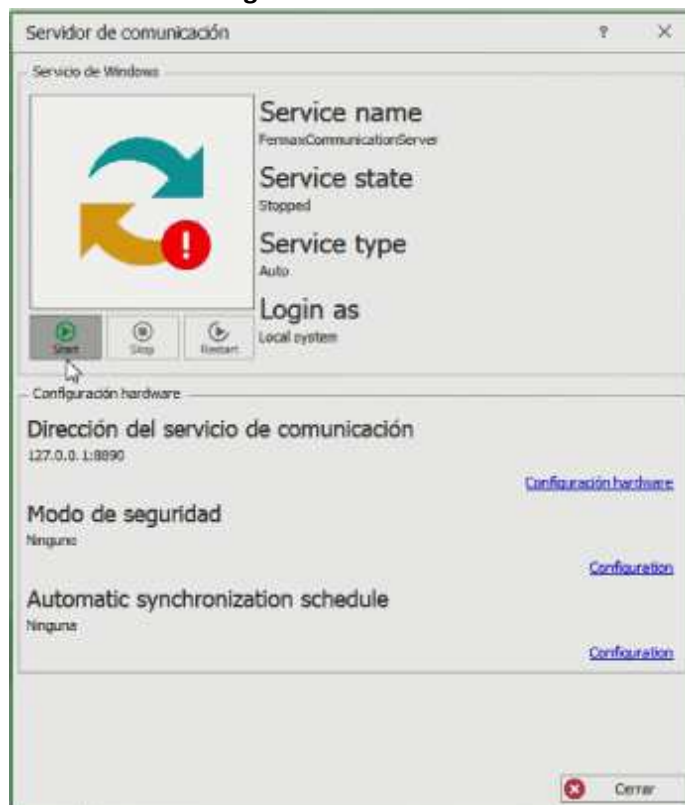 Servidor de comunicación
?
Servicio de Windows
Service name
FermaxCommunicationServer
Service state
Stopped
Service type
Auto
Login as
Local system
Start
Stop
Restart
Configuración hardware
Dirección del servicio de comunicación
127.0.0.1:8890
Configuración hardware
Modo de seguridad
Ninguno
Configuration
Automatic synchronization schedule
Ninguna
Configuration
Cerrar